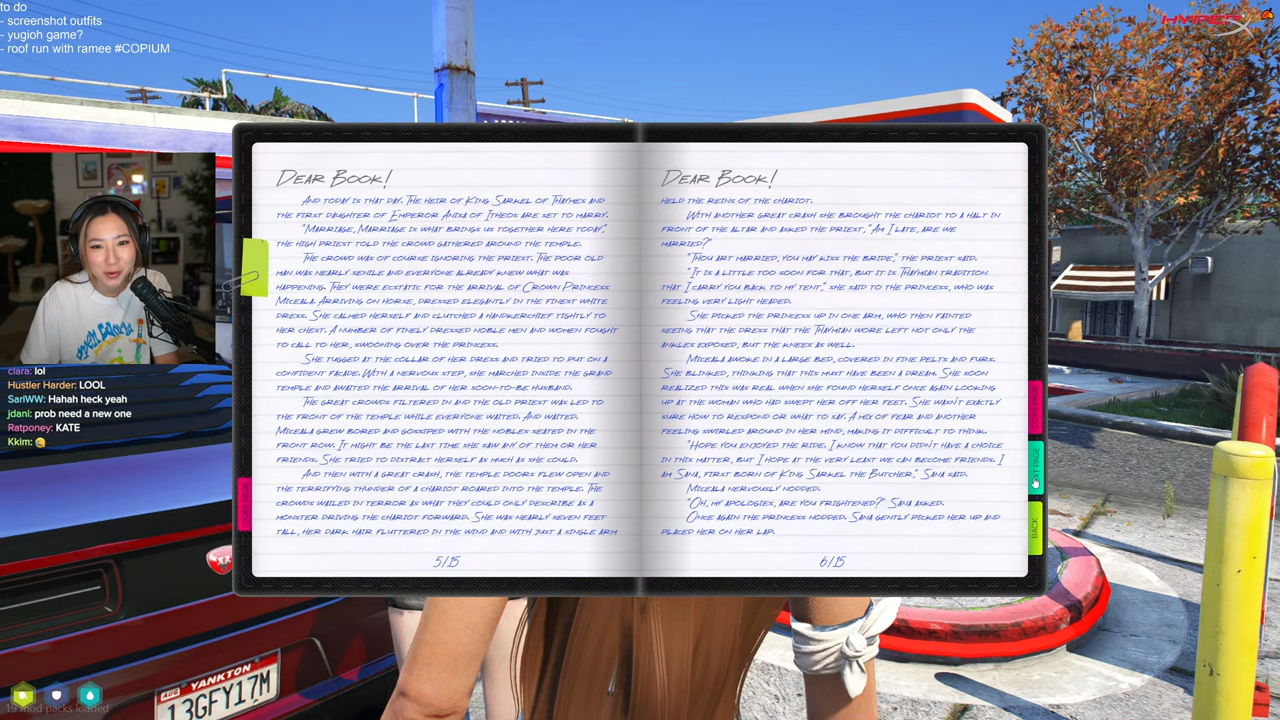 to do
- screenshot outfits
- yugioh game?
- roof run with ramee #COPIUM
HYPERX
Dear Book!
And today is that day. The heir of King Sarkel of Thaymes and
the first daughter of Emperor Anisa of Itheos are set to marry.
"Marriage, Marriage is what brings us together here today,"
the high priest told the crowd gathered around the temple.
The crowd was of course ignoring the priest. The poor old
man was nearly senile and everyone already knew what was
happening. They were ecstatic for the arrival of Crown Princess
Miceala. Arriving on horse, dressed elegantly in the finest white
dress. She calmed herself and clutched a handkerchief tightly to
her chest. A number of finely dressed noble men and women fought
to call to her, swooning over the princess.
She tugged at the collar of her dress and tried to put on a
confident facade. With a nervous step, she marched inside the grand
temple and awaited the arrival of her soon-to-be husband.
The great crowds filtered in and the old priest was led to
the front of the temple while everyone waited. And waited.
Miceala grew bored and gossiped with the nobles seated in the
front row. It might be the last time she saw any of them or her
friends. She tried to distract herself as much as she could.
And then with a great crash, the temple doors flew open and
the terrifying thunder of a chariot roared into the temple. The
crowds wailed in terror as what they could only describe as a
monster driving the chariot forward. She was nearly seven feet
tall, her dark hair fluttered in the wind and with just a single arm
5/15
Dear Book!
held the reins of the chariot.
With another great crash she brought the chariot to a halt in
front of the altar and asked the priest, "Am I late, are we
married?"
"Thou art married, you may kiss the bride," the priest said.
"It is a little too soon for that, but it is Thaymian tradition
that I carry you back to my tent," she said to the princess, who was
feeling very light headed.
She picked the princess up in one arm, who then fainted
seeing that the dress that the Thaymian wore left not only the
ankles exposed, but the knees as well.
Miceala awoke in a large bed, covered in fine pelts and furs.
She blinked, thinking that this must have been a dream. She soon
realized this was real when she found herself once again looking
up at the woman who had swept her off her feet. She wasn't exactly
sure how to respond or what to say. A mix of fear and another
feeling swirled around in her mind, making it difficult to think.
"Hope you enjoyed the ride. I know that you didn't have a choice
in this matter, but I hope at the very least we can become friends. I
am Sana, first born of King Sarkel the Butcher," Sana said.
Miceala nervously nodded.
"Oh, my apologies, are you frightened?" Sana asked.
Once again the princess nodded. Sana gently picked her up and
placed her on her lap.
6/15
COPY PAGE
COPY PAGE
BACK
clara: lol
Hustler Harder: LOOL
SariWW: Hahah heck yeah
jdani: prob need a new one
Ratponey: KATE
Kkim:
AUG
YANKTON
13GFY17M
19 mod packs loaded